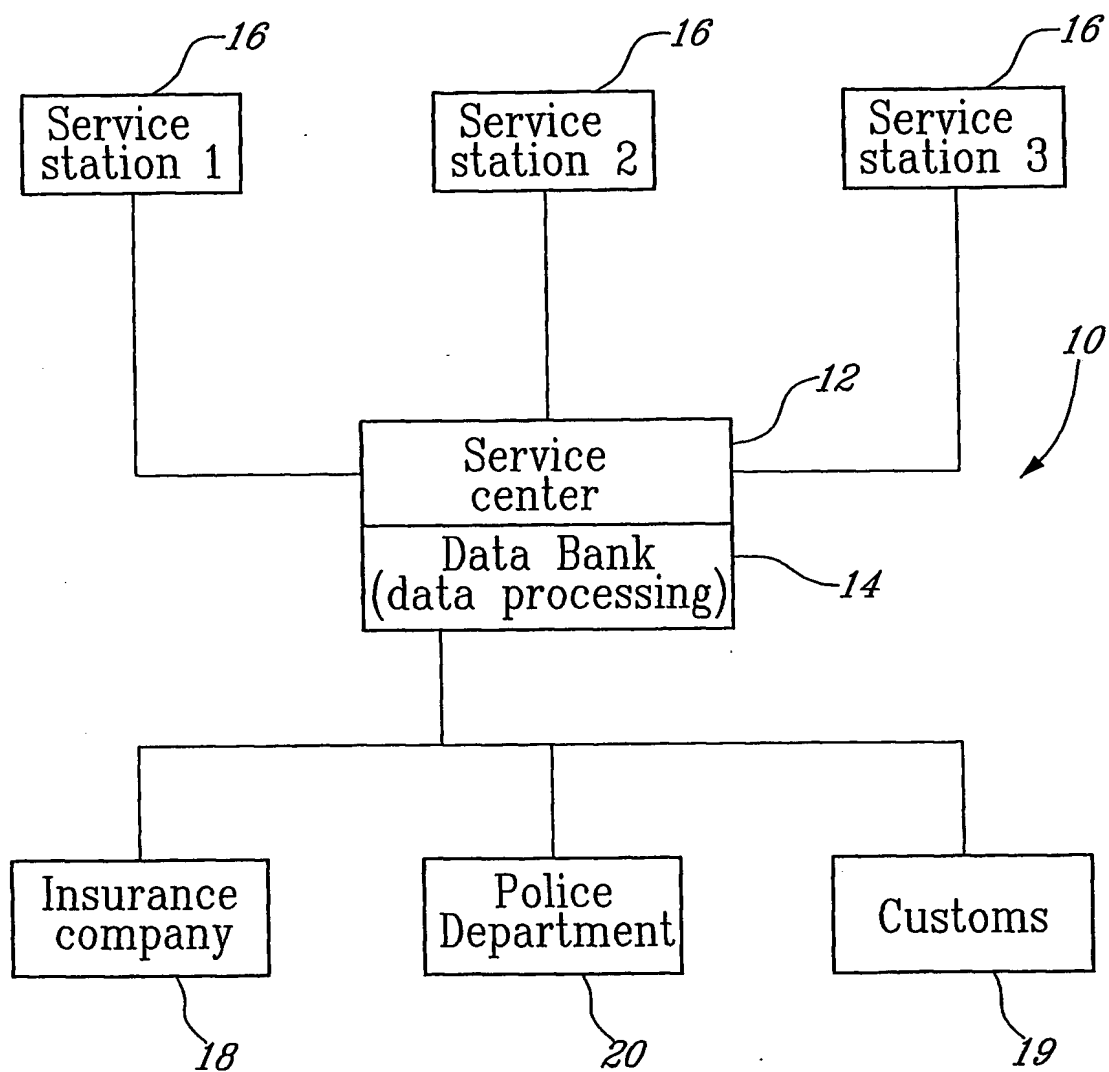 16
16
16
Service
station 1
Service
station 2
Service
station 3
10
12
Service
center
Data Bank
(data processing)
14
Insurance
company
Police
Department
Customs
18
20
19